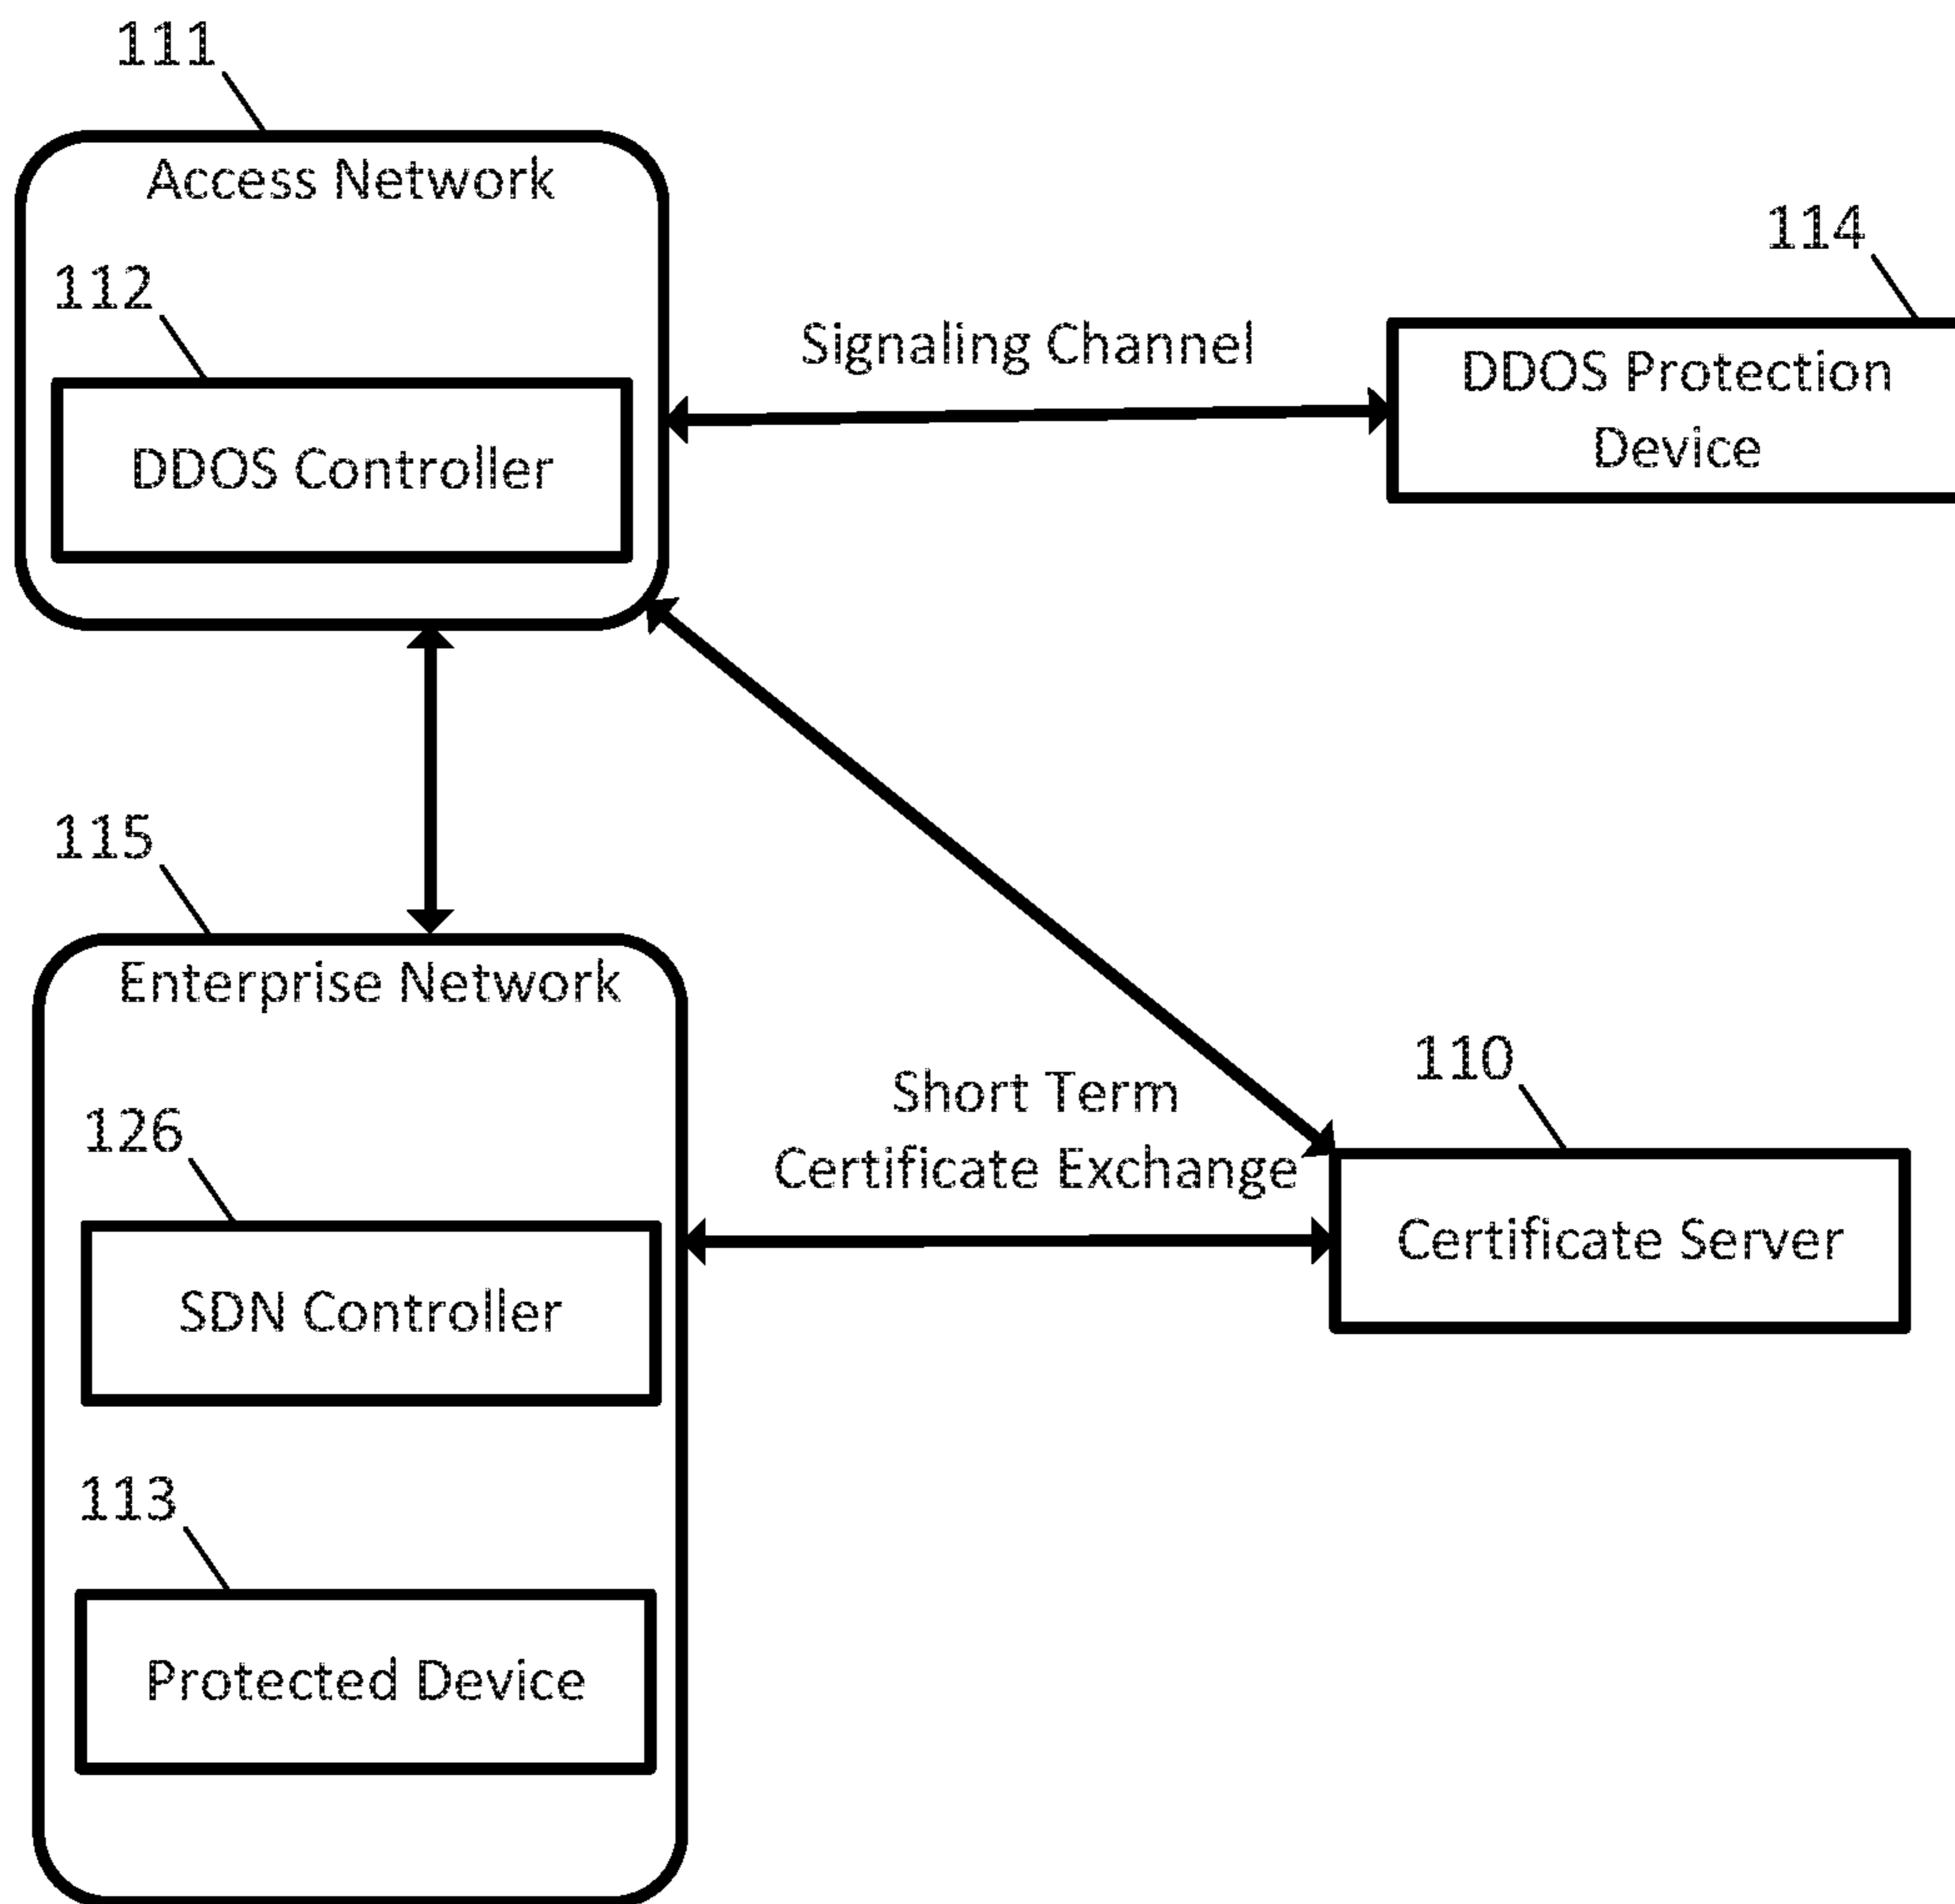 111
Access Network
112
DDOS Controller
Signaling Channel
114
DDOS Protection
Device
115
Enterprise Network
126
SDN Controller
113
Protected Device
Short Term
Certificate Exchange
110
Certificate Server